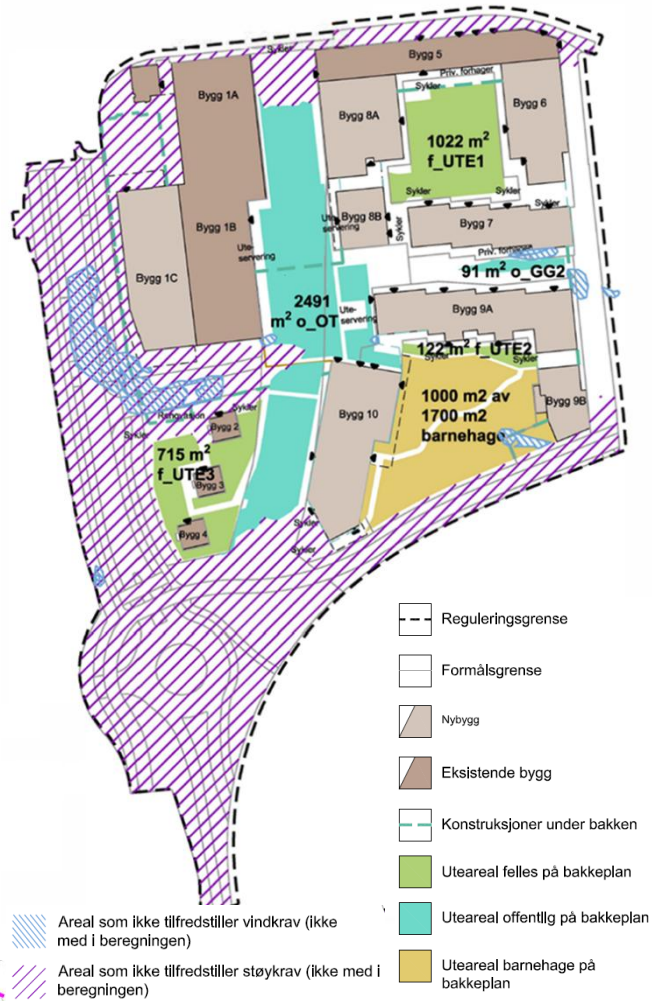 Sykler
Bygg 5
Bygg 1A
Priv. forhager
Sykler
Bygg 8A
Bygg 6
1022 m²
f_UTE1
Sykler
Sykler
Sykler
Bygg 1B
Ute-
servering
Bygg 8B
Sykler
Bygg 7
Ute-
servering
Priv. forhager
Bygg 1C
91 m² o_GG2
2491
m² o_OT
Ute-
servering
Bygg 9A
122 m² f_UTE2
Sykler
Sykler
1000 m2 av
1700 m2
barnehage
Bygg 9B
Renovasjon
Sykler
Bygg 10
Bygg 2
Sykler
715 m²
f_UTE3
Bygg 3
Bygg 4
Sykler
Sykler
Reguleringsgrense
Formålsgrense
Nybygg
Eksistende bygg
Konstruksjoner under bakken
Uteareal felles på bakkeplan
Uteareal offentllg på bakkeplan
Uteareal barnehage på
bakkeplan
Areal som ikke tilfredstiller vindkrav (ikke
med i beregningen)
Areal som ikke tilfredstiller støykrav (ikke med i
beregningen)